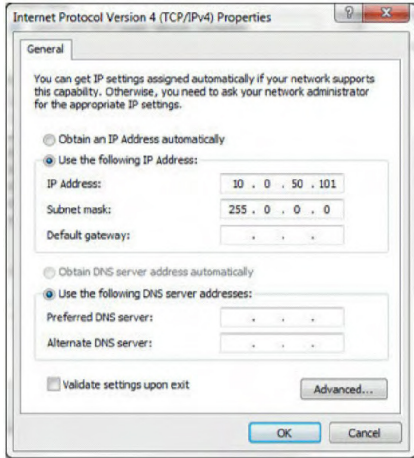 Internet Protocol Version 4 (TCP/IPv4) Properties
General
You can get IP settings assigned automatically if your network supports
this capability. Otherwise, you need to ask your network administrator
for the appropriate IP settings.
Obtain an IP Address automatically
Use the following IP Address:
IP Address: 10 . 0 . 50 . 101
Subnet mask: 255 . 0 . 0 . 0
Default gateway: . . .
Obtain DNS server address automatically
Use the following DNS server addresses:
Preferred DNS server: . . .
Alternate DNS server: . . .
Validate settings upon exit
Advanced...
OK Cancel